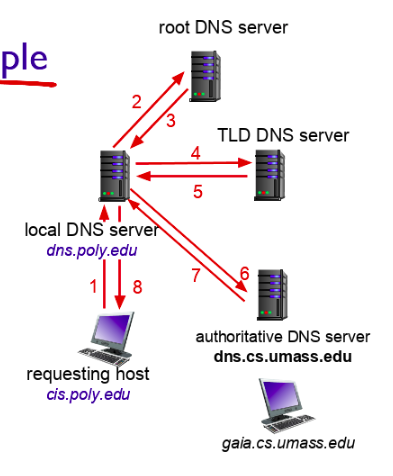 root DNS server
ple
2
3
TLD DNS server
4
5
local DNS server
dns.poly.edu
6
7
1
8
authoritative DNS server
dns.cs.umass.edu
requesting host
cis.poly.edu
gaia.cs.umass.edu